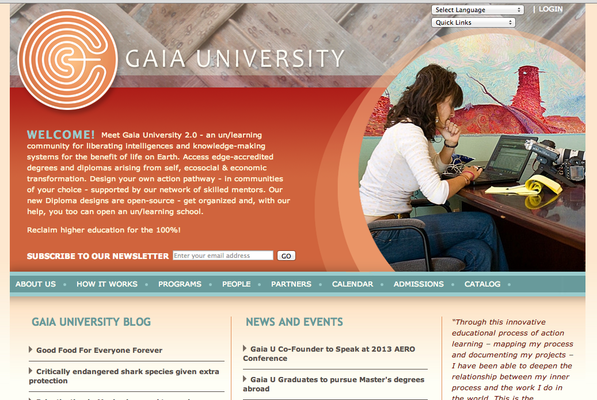 Select Language
| LOGIN
Quick Links
GAIA UNIVERSITY
WELCOME! Meet Gaia University 2.0 - an un/learning
community for liberating intelligences and knowledge-making
systems for the benefit of life on Earth. Access edge-accredited
degrees and diplomas arising from self, ecosocial & economic
transformation. Design your own action pathway - in communities
of your choice - supported by our network of skilled mentors. Our
new Diploma designs are open-source - get organized and, with our
help, you too can open an un/learning school.
Reclaim higher education for the 100%!
SUBSCRIBE TO OUR NEWSLETTER Enter your email address GO
ABOUT US HOW IT WORKS PROGRAMS PEOPLE PARTNERS CALENDAR ADMISSIONS CATALOG
GAIA UNIVERSITY BLOG
Good Food For Everyone Forever
Critically endangered shark species given extra
protection
NEWS AND EVENTS
Gaia U Co-Founder to Speak at 2013 AERO
Conference
Gaia U Graduates to pursue Master's degrees
abroad
"Through this innovative
educational process of action
learning – mapping my process
and documenting my projects –
I have been able to deepen the
relationship between my inner
process and the work I do in
the world. This is the